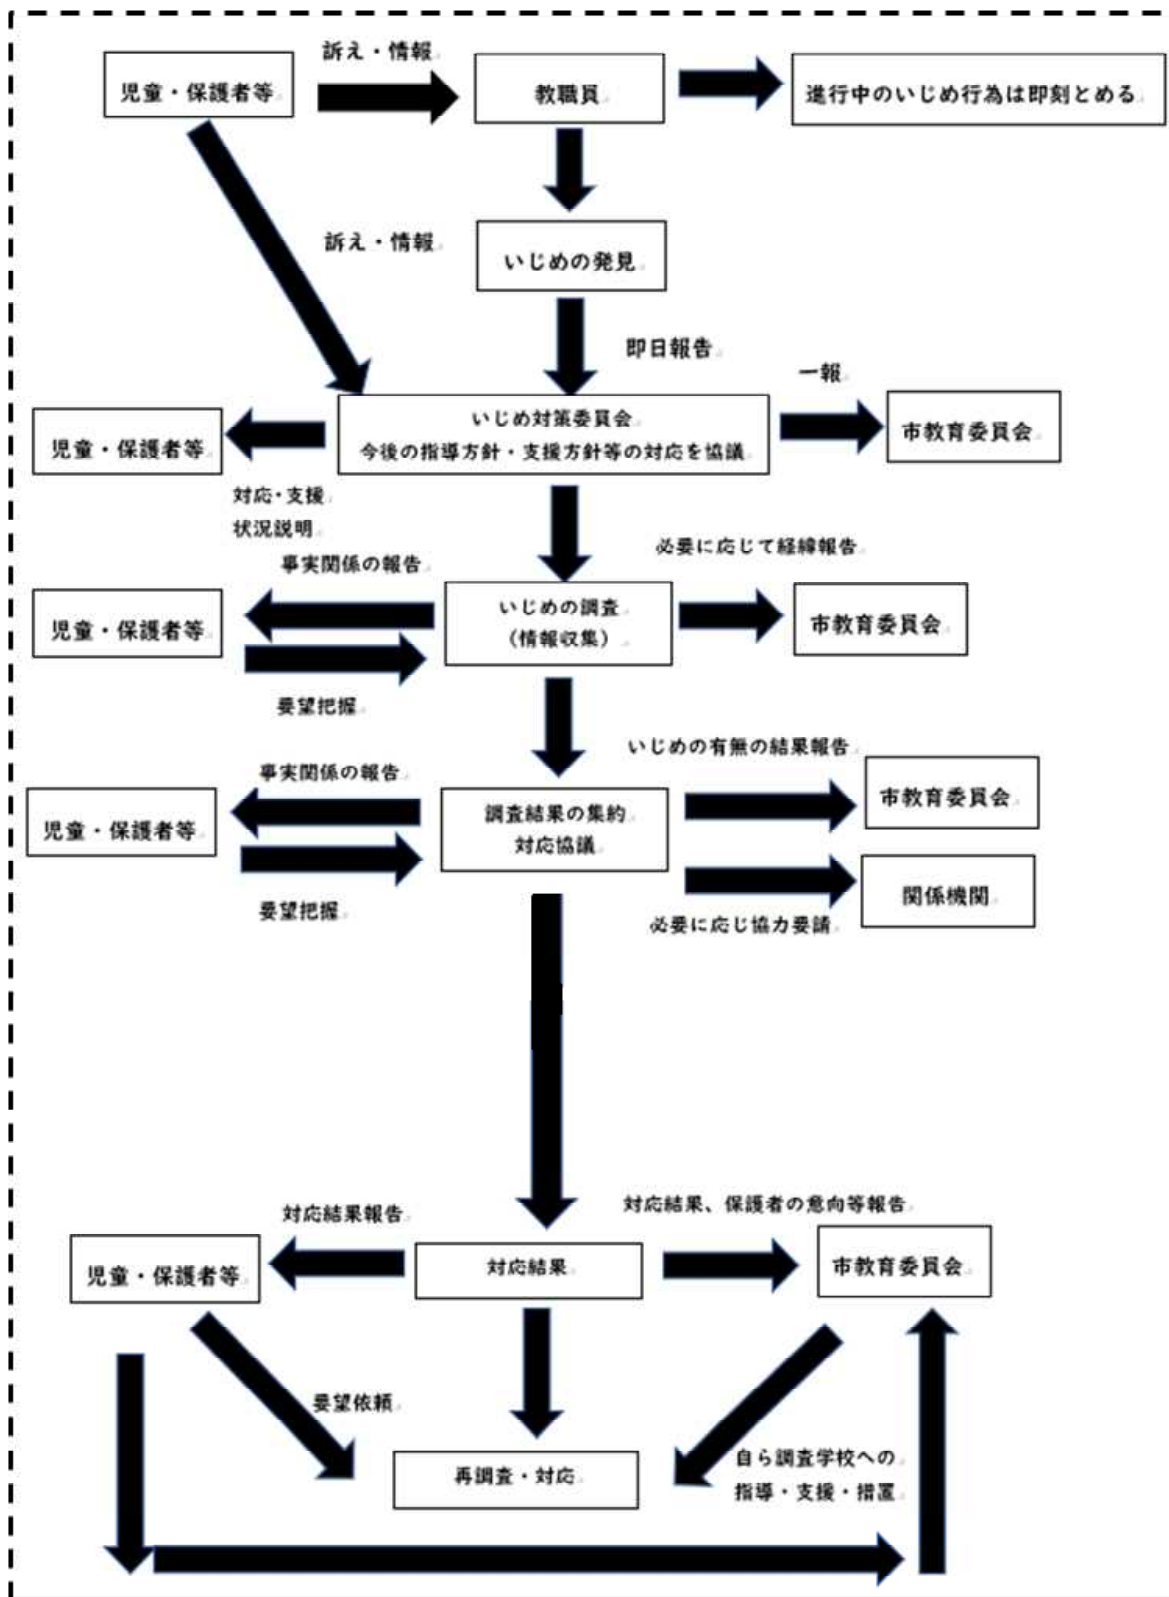 訴え・情報
児童・保護者等
教職員
進行中のいじめ行為は即刻とめる
訴え・情報
いじめの発見
即日報告
一報
いじめ対策委員会
今後の指導方針・支援方針等の対応を協議
児童・保護者等
市教育委員会
対応・支援
状況説明
必要に応じて経緯報告
事実関係の報告
児童・保護者等
いじめの調査
（情報収集）
市教育委員会
要望把握
いじめの有無の結果報告
事実関係の報告
児童・保護者等
調査結果の集約
対応協議
市教育委員会
関係機関
要望把握
必要に応じ協力要請
対応結果報告
対応結果、保護者の意向等報告
児童・保護者等
対応結果
市教育委員会
要望依頼
再調査・対応
自ら調査学校への
指導・支援・措置